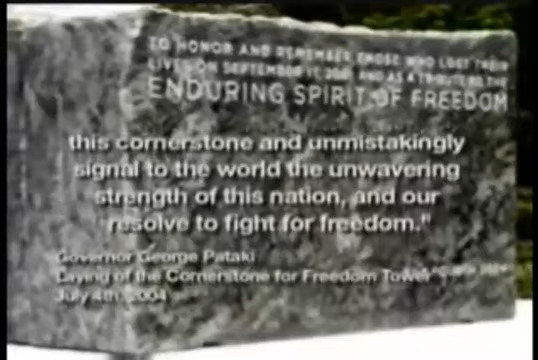 TO HONOR AND REMEMBER THOSE WHO LOST THEIR
LIVES ON SEPTEMBER 11, 2001 AND AS A TRIBUTE TO THE
ENDURING SPIRIT OF FREEDOM
this cornerstone and unmistakingly
signal to the world the unwavering
strength of this nation, and our
resolve to fight for freedom."
Governor George Pataki
Laying of the Cornerstone for Freedom Tower
July 4th, 2004